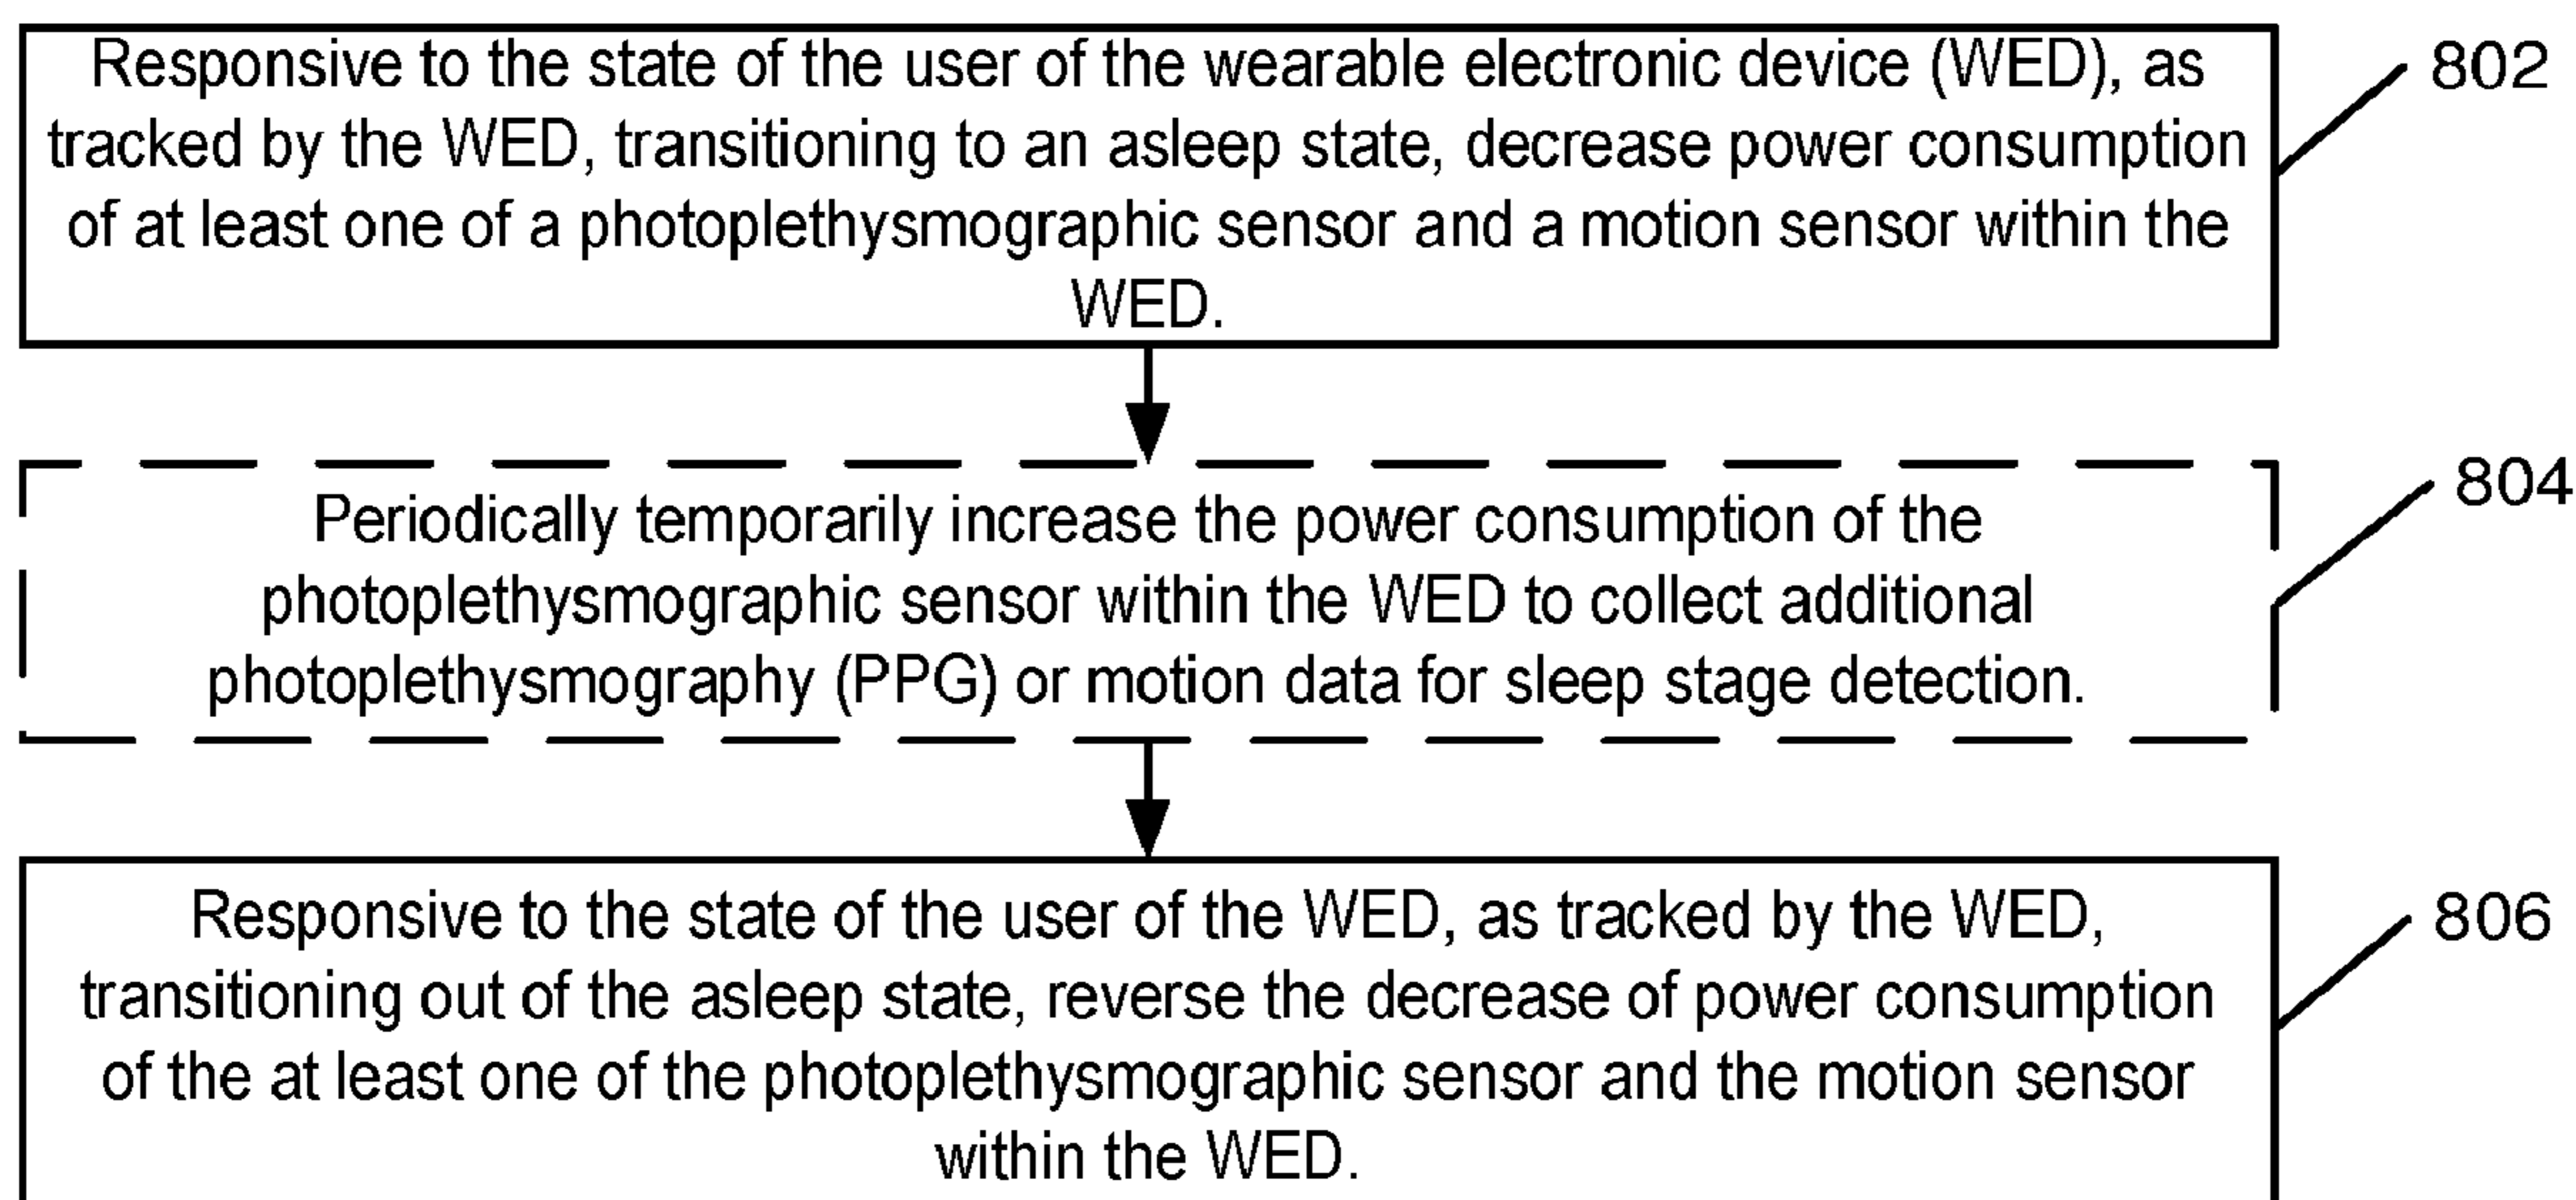 Responsive to the state of the user of the wearable electronic device (WED), as
tracked by the WED, transitioning to an asleep state, decrease power consumption
of at least one of a photoplethysmographic sensor and a motion sensor within the
WED.
802
Periodically temporarily increase the power consumption of the
photoplethysmographic sensor within the WED to collect additional
photoplethysmography (PPG) or motion data for sleep stage detection.
804
Responsive to the state of the user of the WED, as tracked by the WED,
transitioning out of the asleep state, reverse the decrease of power consumption
of the at least one of the photoplethysmographic sensor and the motion sensor
within the WED.
806